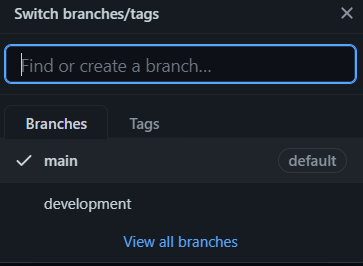 Switch branches/tags
Find or create a branch...
Branches Tags
main default
development
View all branches